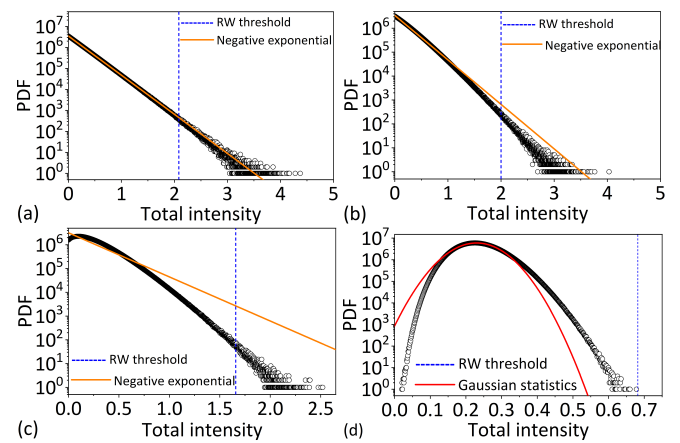 10^7
10^6
10^5
10^4
10^3
10^2
10^1
10^0
PDF
RW threshold
Negative exponential
0 1 2 3 4 5
(a) Total intensity
10^6
10^5
10^4
10^3
10^2
10^1
10^0
PDF
RW threshold
Negative exponential
0 1 2 3 4 5
(b) Total intensity
10^6
10^5
10^4
10^3
10^2
10^1
10^0
PDF
RW threshold
Negative exponential
0.0 0.5 1.0 1.5 2.0 2.5
(c) Total intensity
10^7
10^6
10^5
10^4
10^3
10^2
10^1
10^0
PDF
RW threshold
Gaussian statistics
0.0 0.1 0.2 0.3 0.4 0.5 0.6 0.7
(d) Total intensity